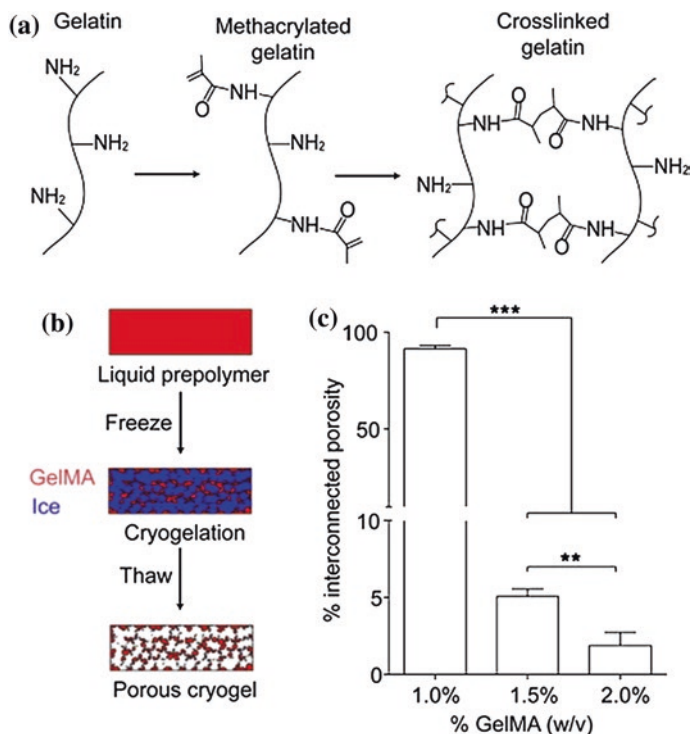 (a)
Gelatin
Methacrylated
gelatin
Crosslinked
gelatin
NH₂
NH₂
NH₂
O
NH
NH₂
NH
O
NH
O
O
NH
NH₂
NH₂
NH
O
O
NH
(b)
Liquid prepolymer
Freeze
GelMA
Ice
Cryogelation
Thaw
Porous cryogel
(c)
% interconnected porosity
100
50
10
5
0
***
**
1.0%
1.5%
2.0%
% GelMA (w/v)